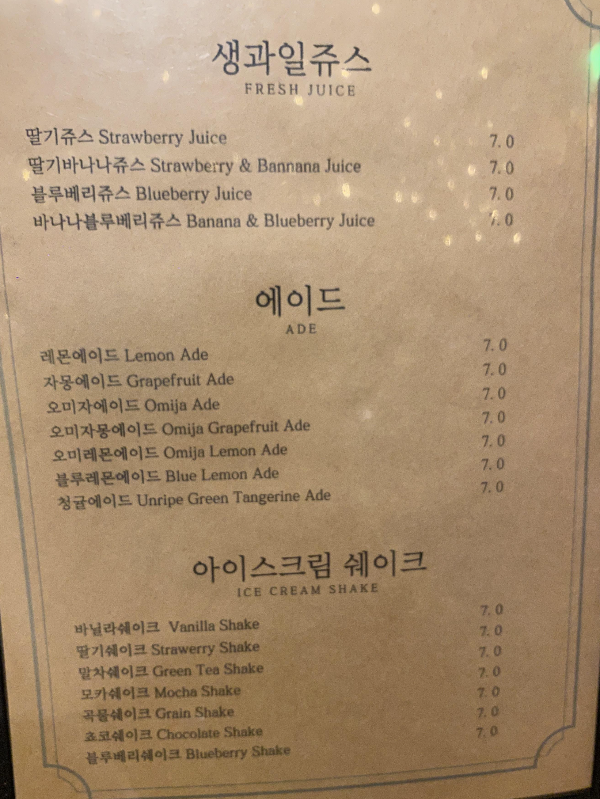 생과일쥬스
FRESH JUICE
딸기쥬스 Strawberry Juice 7.0
딸기바나나쥬스 Strawberry & Bannana Juice 7.0
블루베리쥬스 Blueberry Juice 7.0
바나나블루베리쥬스 Banana & Blueberry Juice 7.0
에이드
ADE
레몬에이드 Lemon Ade 7.0
자몽에이드 Grapefruit Ade 7.0
오미자에이드 Omija Ade 7.0
오미자몽에이드 Omija Grapefruit Ade 7.0
오미레몬에이드 Omija Lemon Ade 7.0
블루레몬에이드 Blue Lemon Ade 7.0
청귤에이드 Unripe Green Tangerine Ade 7.0
아이스크림 쉐이크
ICE CREAM SHAKE
바닐라쉐이크 Vanilla Shake 7.0
딸기쉐이크 Strawerry Shake 7.0
말차쉐이크 Green Tea Shake 7.0
모카쉐이크 Mocha Shake 7.0
곡물쉐이크 Grain Shake 7.0
쵸코쉐이크 Chocolate Shake 7.0
블루베리쉐이크 Blueberry Shake 7.0